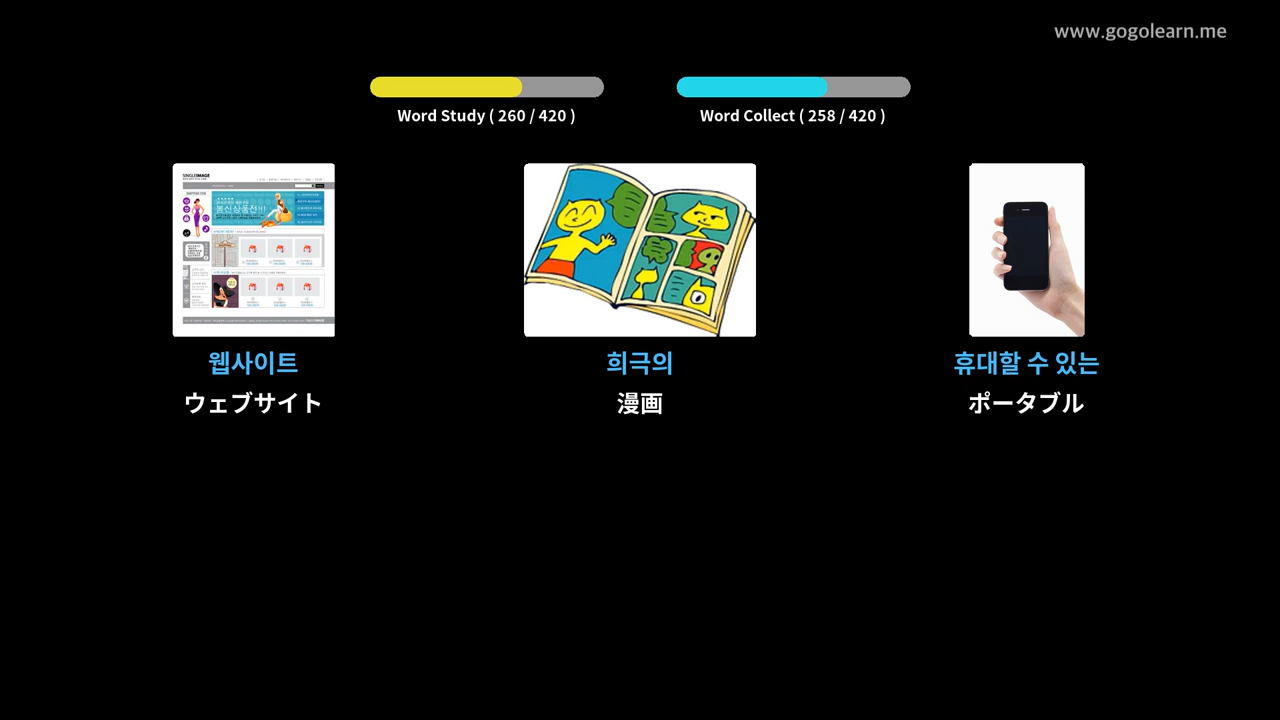 www.gogolearn.me
Word Study ( 260 / 420 )
Word Collect ( 258 / 420 )
웹사이트
희극의
휴대할 수 있는
ウェブサイト
漫画
ポータブル